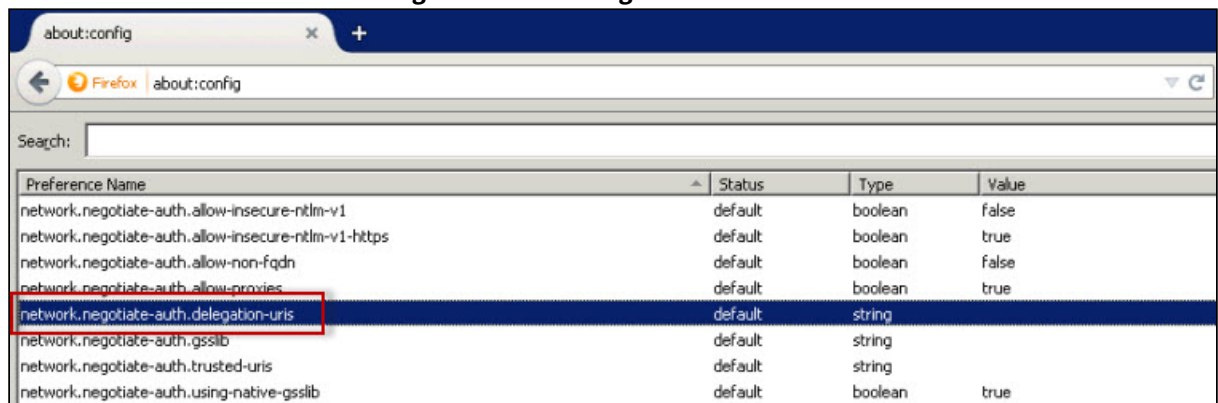 about:config × +
Firefox about:config
Search:
Preference Name Status Type Value
network.negotiate-auth.allow-insecure-ntlm-v1 default boolean false
network.negotiate-auth.allow-insecure-ntlm-v1-https default boolean true
network.negotiate-auth.allow-non-fqdn default boolean false
network.negotiate-auth.allow-proxies default boolean true
network.negotiate-auth.delegation-uris default string
network.negotiate-auth.gsslib default string
network.negotiate-auth.trusted-uris default string
network.negotiate-auth.using-native-gsslib default boolean true